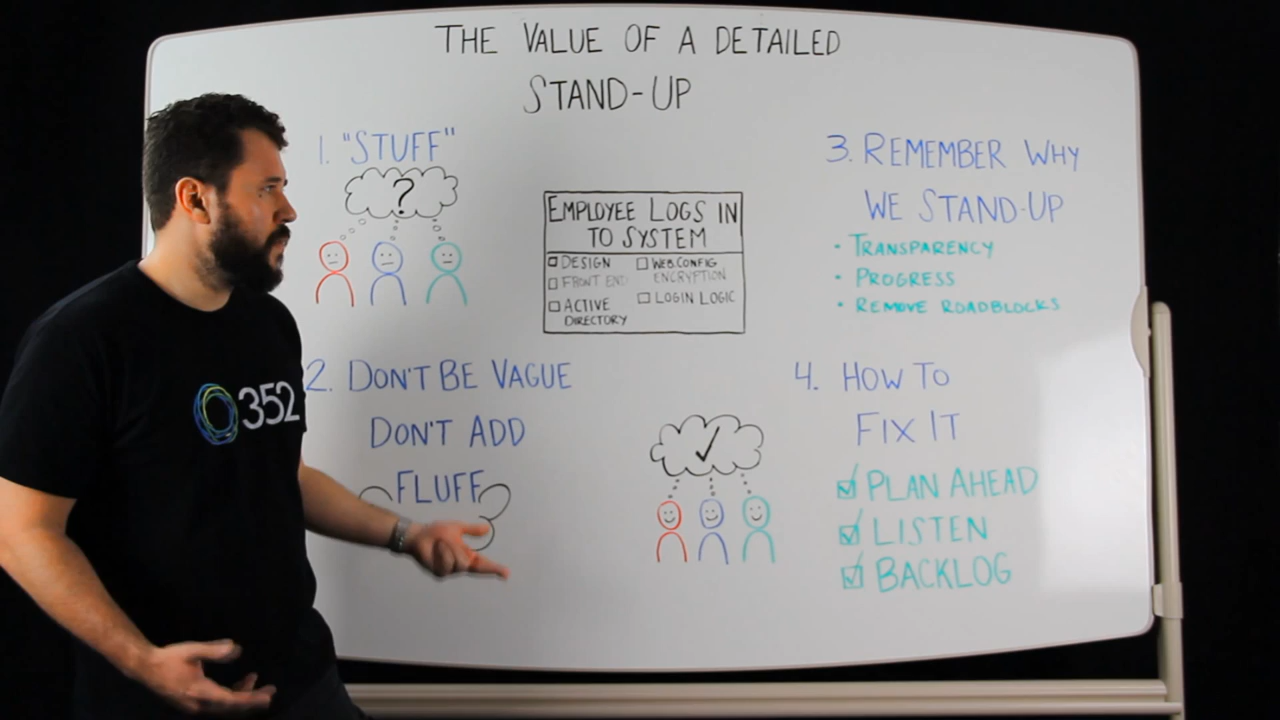 THE VALUE OF A DETAILED
STAND-UP
1. "STUFF"
?
EMPLOYEE LOGS IN
TO SYSTEM
DESIGN
FRONT END
ACTIVE
DIRECTORY
WEB.CONFIG
ENCRYPTION
LOGIN LOGIC
2. DON'T BE VAGUE
DON'T ADD
FLUFF
3. REMEMBER WHY
WE STAND-UP
• TRANSPARENCY
• PROGRESS
• REMOVE ROADBLOCKS
4. HOW TO
FIX IT
PLAN AHEAD
LISTEN
BACKLOG
352